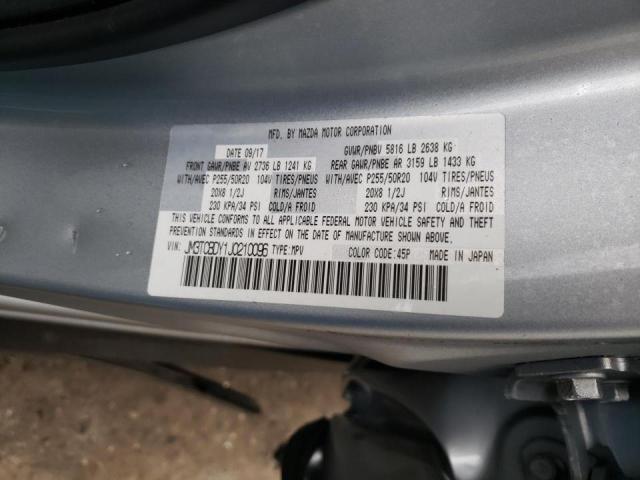 MFG. BY MAZDA MOTOR CORPORATION
DATE 09/17 GVWR/PNBV 5816 LB 2638 KG
FRONT GAWR/PNBE AV 2736 LB 1241 KG REAR GAWR/PNBE AR 3159 LB 1433 KG
WITH/AVEC P255/50R20 104V TIRES/PNEUS WITH/AVEC P255/50R20 104V TIRES/PNEUS
20X8 1/2J RIMS/JANTES 20X8 1/2J RIMS/JANTES
230 KPA/34 PSI COLD/A FROID 230 KPA/34 PSI COLD/A FROID
THIS VEHICLE CONFORMS TO ALL APPLICABLE FEDERAL MOTOR VEHICLE SAFETY AND THEFT
PREVENTION STANDARDS IN EFFECT ON THE DATE OF MANUFACTURE SHOWN ABOVE.
VIN: JM3TCBDY1J0210096 TYPE:MPV COLOR CODE:45P MADE IN JAPAN